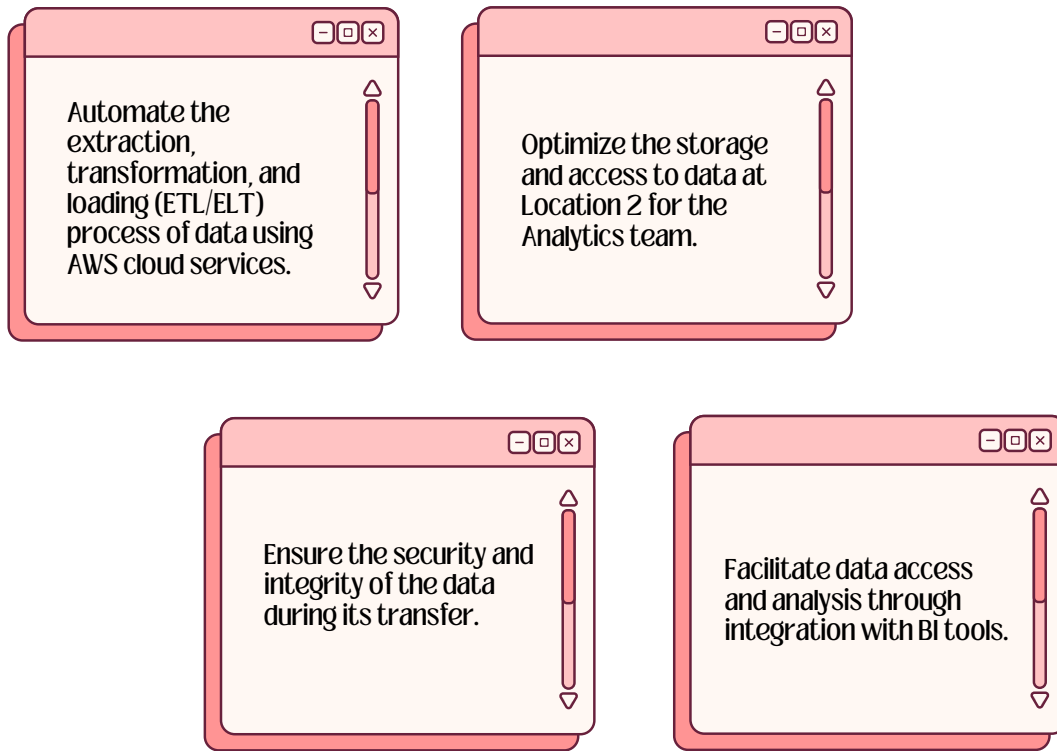 Automate the
extraction,
transformation, and
loading (ETL/ELT)
process of data using
AWS cloud services.
Optimize the storage
and access to data at
Location 2 for the
Analytics team.
Ensure the security and
integrity of the data
during its transfer.
Facilitate data access
and analysis through
integration with BI tools.